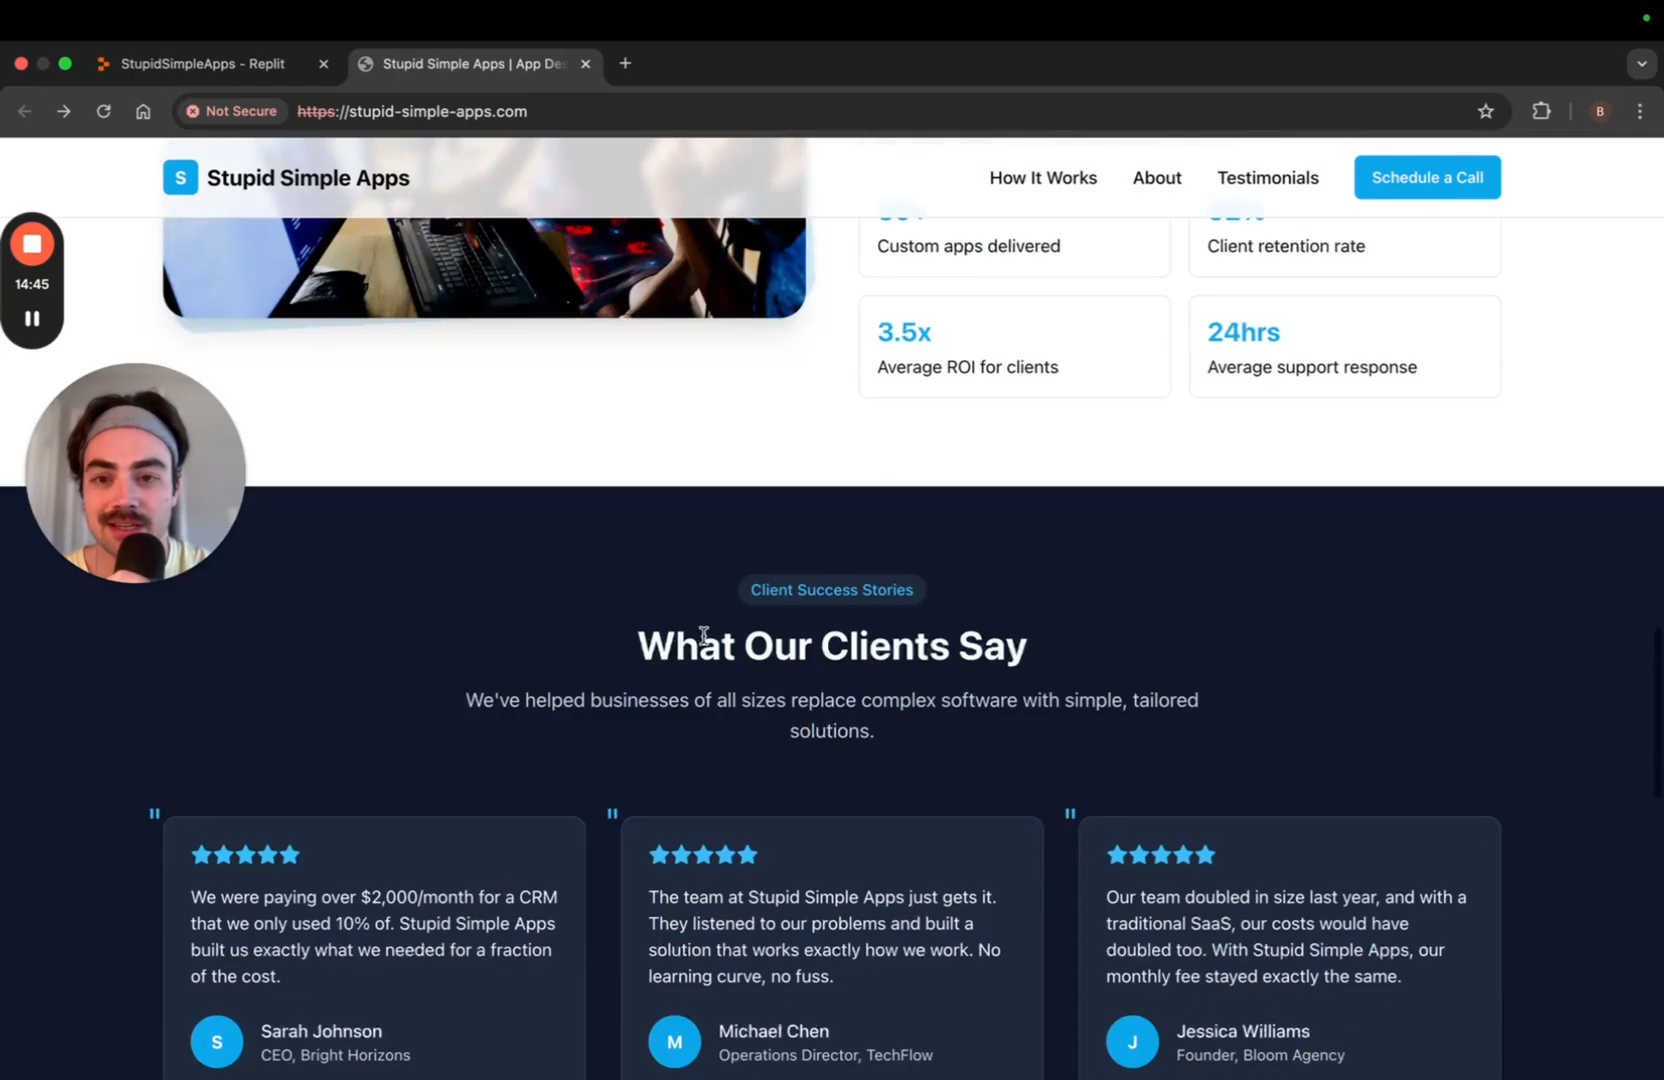 StupidSimpleApps - Replit
Stupid Simple Apps | App De
Not Secure
https://stupid-simple-apps.com
B
S
Stupid Simple Apps
How It Works
About
Testimonials
Schedule a Call
14:45
Custom apps delivered
Client retention rate
3.5x
Average ROI for clients
24hrs
Average support response
Client Success Stories
What Our Clients Say
We've helped businesses of all sizes replace complex software with simple, tailored
solutions.
"
We were paying over $2,000/month for a CRM
that we only used 10% of. Stupid Simple Apps
built us exactly what we needed for a fraction
of the cost.
S
Sarah Johnson
CEO, Bright Horizons
"
The team at Stupid Simple Apps just gets it.
They listened to our problems and built a
solution that works exactly how we work. No
learning curve, no fuss.
M
Michael Chen
Operations Director, TechFlow
"
Our team doubled in size last year, and with a
traditional SaaS, our costs would have
doubled too. With Stupid Simple Apps, our
monthly fee stayed exactly the same.
J
Jessica Williams
Founder, Bloom Agency